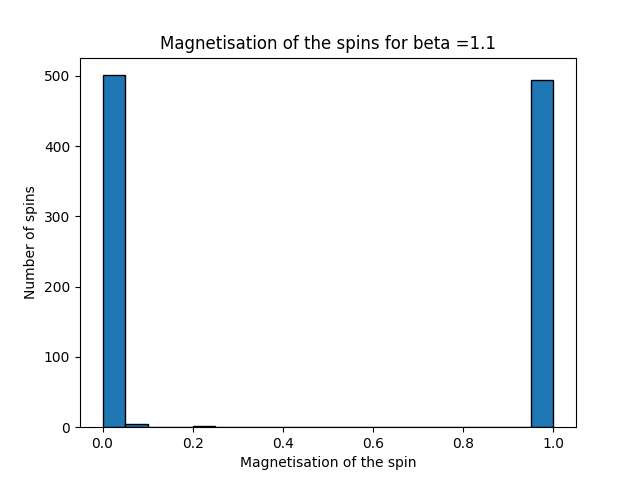 Magnetisation of the spins for beta =1.1
500
400
300
200
100
0
Number of spins
0.0 0.2 0.4 0.6 0.8 1.0
Magnetisation of the spin